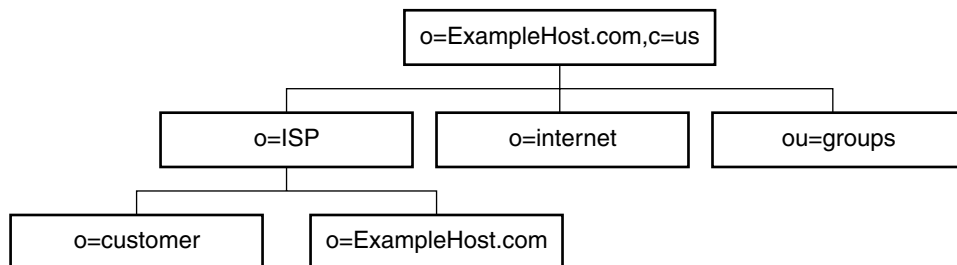 o=ExampleHost.com,c=us
o=ISP
o=internet
ou=groups
o=customer
o=ExampleHost.com